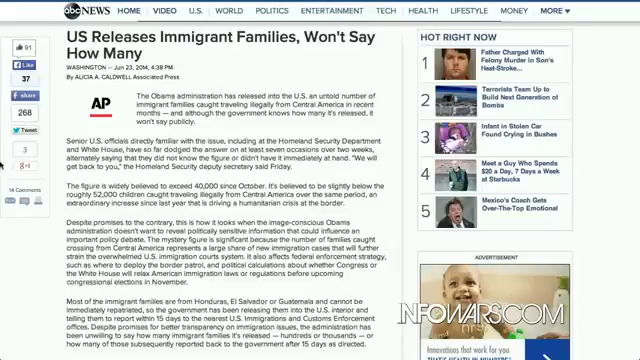 abc NEWS
HOME VIDEO U.S. WORLD POLITICS ENTERTAINMENT TECH HEALTH LIFESTYLE MONEY MORE
US Releases Immigrant Families, Won't Say
How Many
WASHINGTON — Jun 23, 2014, 4:38 PM
By ALICIA A. CALDWELL Associated Press
91
Like
37
share
268
Tweet
3
g+1
14 Comments
AP
The Obama administration has released into the U.S. an untold number of
immigrant families caught traveling illegally from Central America in recent
months — and although the government knows how many it's released, it
won't say publicly.
Senior U.S. officials directly familiar with the issue, including at the Homeland Security Department
and White House, have so far dodged the answer on at least seven occasions over two weeks,
alternately saying that they did not know the figure or didn't have it immediately at hand. "We will
get back to you," the Homeland Security deputy secretary said Friday.
The figure is widely believed to exceed 40,000 since October. It's believed to be slightly below the
roughly 52,000 children caught traveling illegally from Central America over the same period, an
extraordinary increase since last year that is driving a humanitarian crisis at the border.
Despite promises to the contrary, this is how it looks when the image-conscious Obama
administration doesn't want to reveal politically sensitive information that could influence an
important policy debate. The mystery figure is significant because the number of families caught
crossing from Central America represents a large share of new immigration cases that will further
strain the overwhelmed U.S. immigration courts system. It also affects federal enforcement strategy,
such as where to deploy border patrol, and political calculations about whether Congress or
the White House will relax American immigration laws or regulations before upcoming
congressional elections in November.
Most of the immigrant families are from Honduras, El Salvador or Guatemala and cannot be
immediately repatriated, so the government has been releasing them into the U.S. interior and
telling them to report within 15 days to the nearest U.S. Immigrations and Customs Enforcement
offices. Despite promises for better transparency on immigration issues, the administration has
been unwilling to say how many immigrant families it's released — hundreds or thousands — or
how many of those subsequently reported back to the government after 15 days as directed.
HOT RIGHT NOW
1 Father Charged With
Felony Murder in Son's
Heat-Stroke...
2 Terrorists Team Up to
Build Next Generation of
Bombs
3 Infant in Stolen Car
Found Crying in Bushes
4 Meet a Guy Who Spends
$20 a Day, 7 Days a Week
at Starbucks
5 Mexico's Coach Gets
Over-The-Top Emotional
ADVERTISEMENT
INFOWARS.COM
Innovations that work for you.